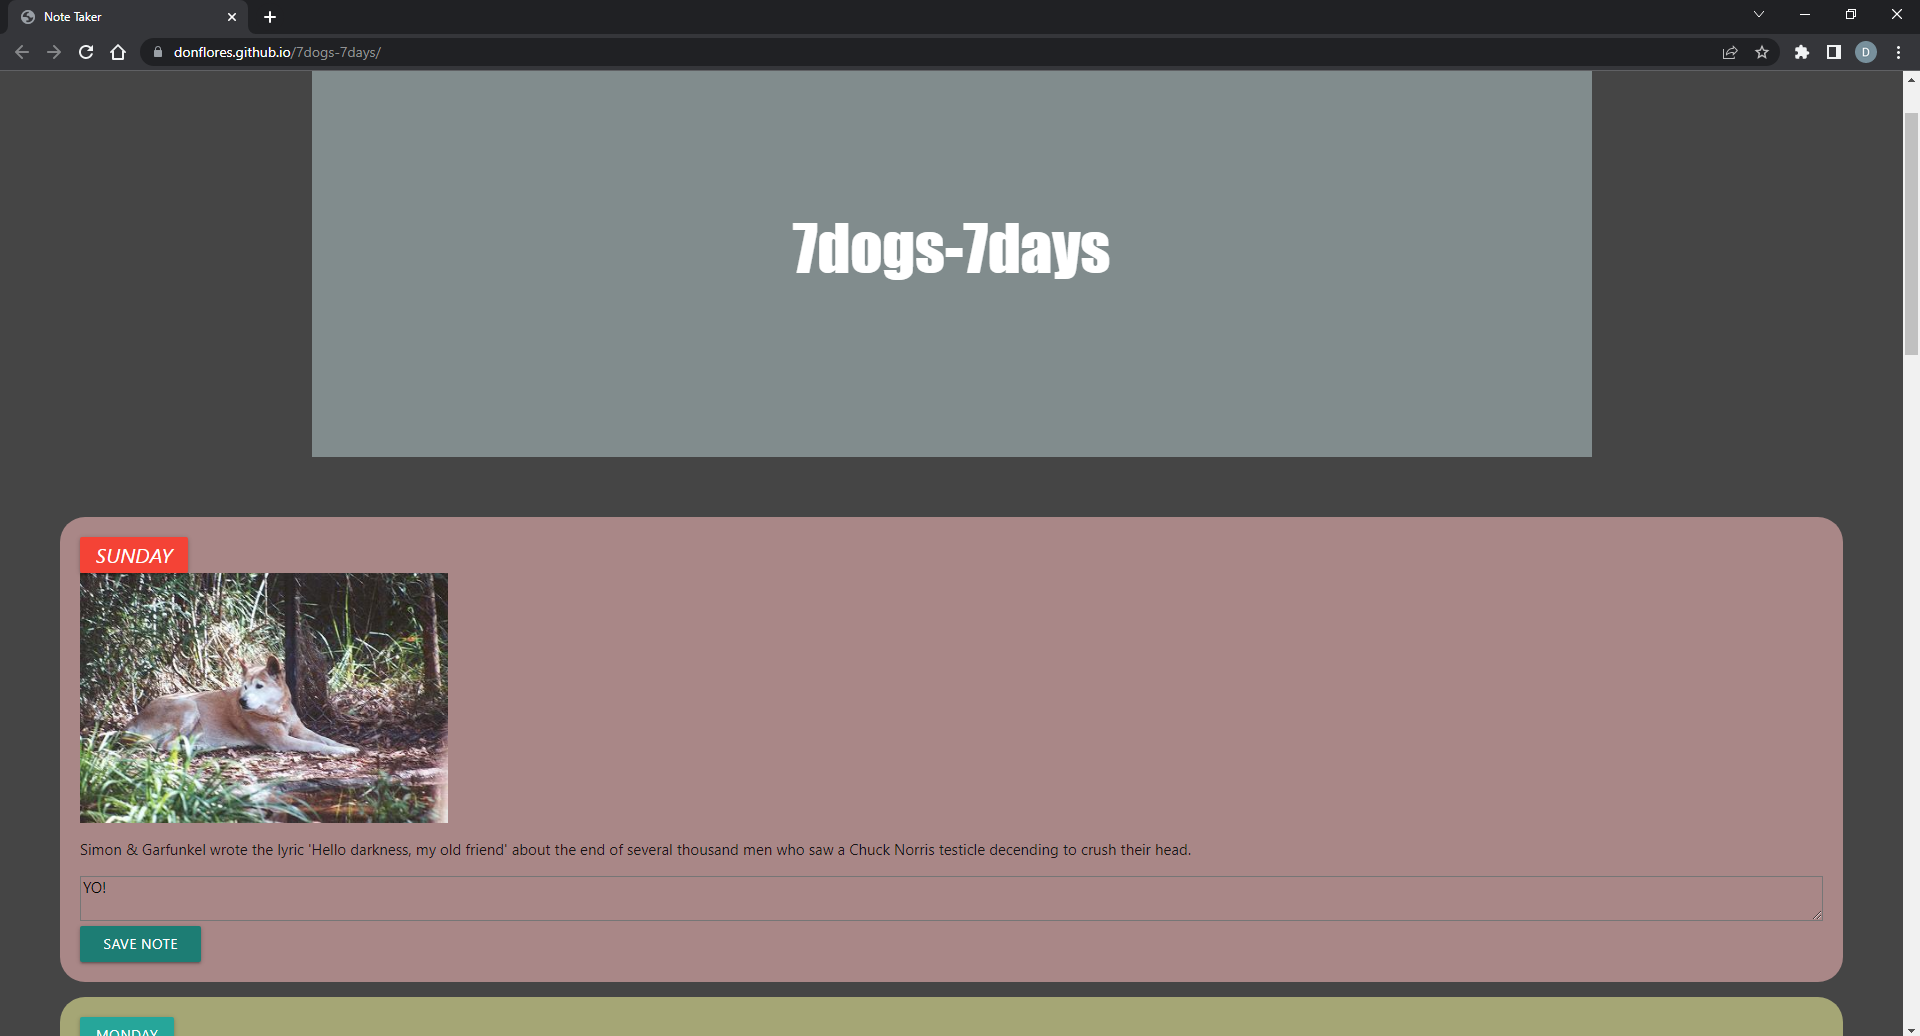 Note Taker
donflores.github.io/7dogs-7days/
D
7dogs-7days
SUNDAY
Simon & Garfunkel wrote the lyric 'Hello darkness, my old friend' about the end of several thousand men who saw a Chuck Norris testicle decending to crush their head.
YO!
SAVE NOTE
MONDAY